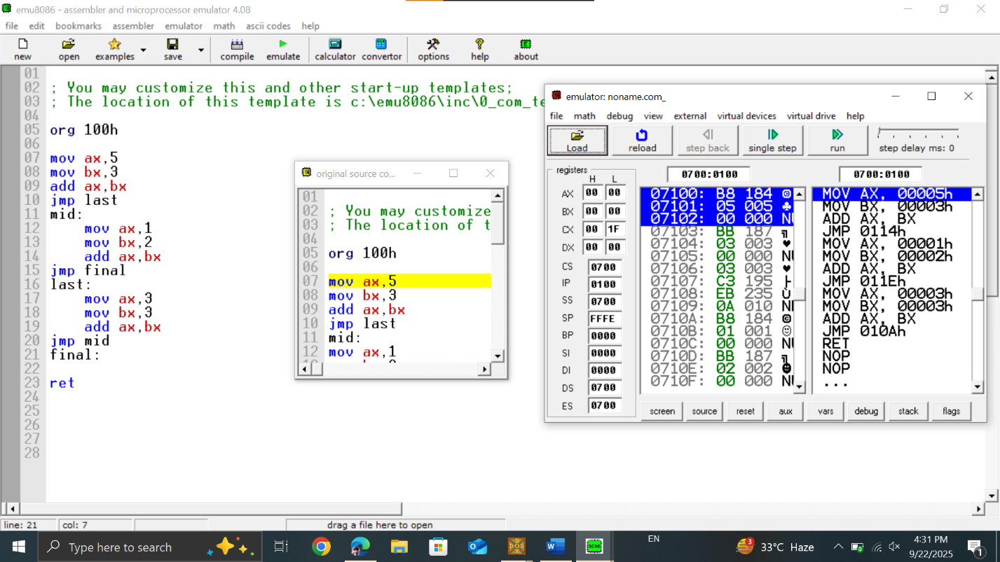 emu8086 - assembler and microprocessor emulator 4.08
file edit bookmarks assembler emulator math ascii codes help
new open examples save compile emulate calculator convertor options help about
01
02 ; You may customize this and other start-up templates;
03 ; The location of this template is c:\emu8086\inc\0_com_te
04
05 org 100h
06
07 mov ax,5
08 mov bx,3
09 add ax,bx
10 jmp last
11 mid:
12 mov ax,1
13 mov bx,2
14 add ax,bx
15 jmp final
16 last:
17 mov ax,3
18 mov bx,3
19 add ax,bx
20 jmp mid
21 final:
22
23 ret
24
25
26
27
28
original source co...
01
02 ; You may customize
03 ; The location of t
04
05 org 100h
06
07 mov ax,5
08 mov bx,3
09 add ax,bx
10 jmp last
11 mid:
12 mov ax,1
emulator: noname.com_
file math debug view external virtual devices virtual drive help
Load reload step back single step run step delay ms: 0
registers
H L
AX 00 00
BX 00 00
CX 00 1F
DX 00 00
CS 0700
IP 0100
SS 0700
SP FFFE
BP 0000
SI 0000
DI 0000
DS 0700
ES 0700
0700:0100
07100: B8 184
07101: 05 005 ♣
07102: 00 000 NU
07103: BB 187 ╗
07104: 03 003 ♥
07105: 00 000 NU
07106: 03 003 ♥
07107: C3 195 ├
07108: EB 235
07109: 0A 010
0710A: B8 184
0710B: 01 001 ☺
0710C: 00 000 NU
0710D: BB 187 ╗
0710E: 02 002 ☻
0710F: 00 000 NU
0700:0100
MOV AX, 00005h
MOV BX, 00003h
ADD AX, BX
JMP 0114h
MOV AX, 00001h
MOV BX, 00002h
ADD AX, BX
JMP 011Eh
MOV AX, 00003h
MOV BX, 00003h
ADD AX, BX
JMP 010Ah
RET
NOP
NOP
...
screen source reset aux vars debug stack flags
line: 21 col: 7 drag a file here to open
Type here to search
EN
3
33°C Haze
4:31 PM
9/22/2025
1